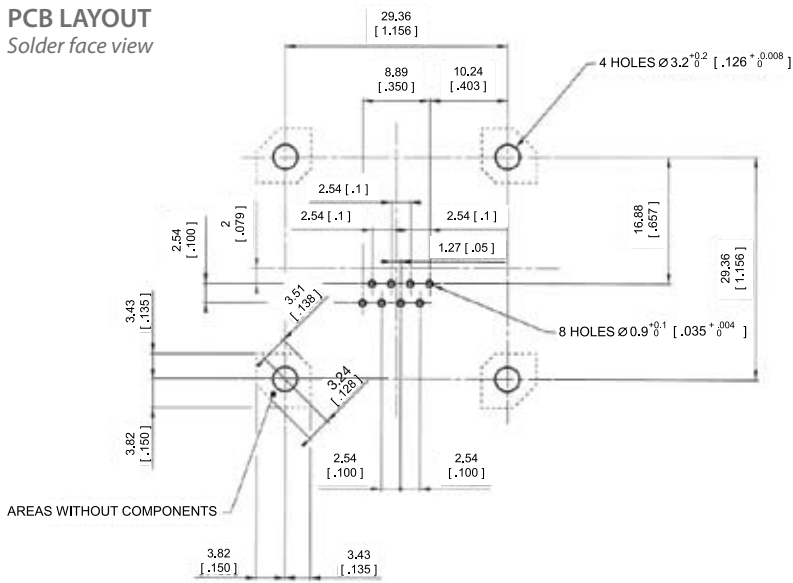 PCB LAYOUT
Solder face view
29.36
[ 1.156 ]
8.89
[ .350 ]
10.24
[ .403 ]
4 HOLES Ø 3.2 +0.2 0 [ .126 + 0.008 0 ]
2.54 [ .1 ]
2.54 [ .1 ]
2.54 [ .1 ]
1.27 [ .05 ]
2
[ .079 ]
2.54
[ .100 ]
16.88
[ .657 ]
29.36
[ 1.156 ]
3.43
[ .135 ]
3.51
[ .138 ]
8 HOLES Ø 0.9 +0.1 0 [ .035 + .004 0 ]
3.24
[ .128 ]
3.82
[ .150 ]
2.54
[ .100 ]
2.54
[ .100 ]
AREAS WITHOUT COMPONENTS
3.82
[ .150 ]
3.43
[ .135 ]